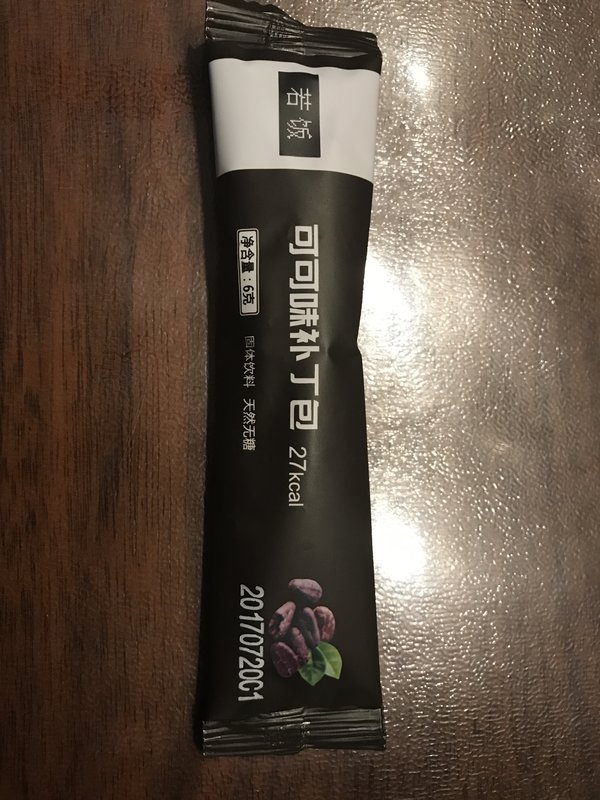 若饭
可可味补丁包 27kcal
净含量：6克
固体饮料 天然无糖
20170720C1